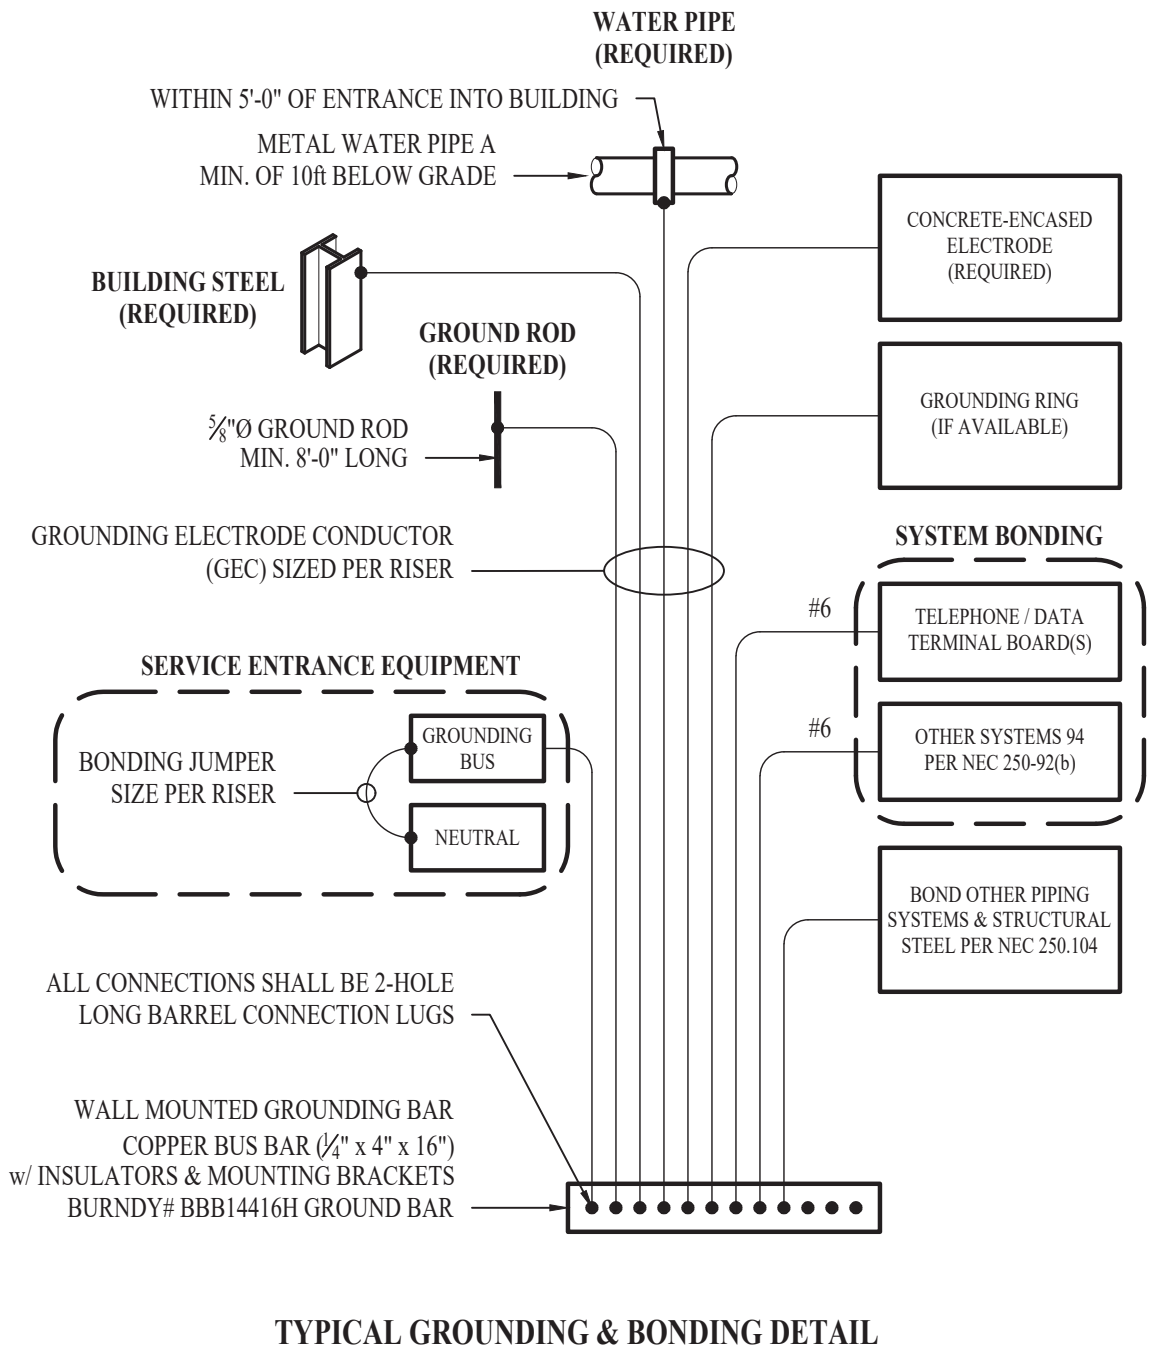 WATER PIPE
(REQUIRED)
WITHIN 5'-0" OF ENTRANCE INTO BUILDING
METAL WATER PIPE A
MIN. OF 10ft BELOW GRADE
CONCRETE-ENCASED
ELECTRODE
(REQUIRED)
BUILDING STEEL
(REQUIRED)
GROUND ROD
(REQUIRED)
GROUNDING RING
(IF AVAILABLE)
⅝"Ø GROUND ROD
MIN. 8'-0" LONG
GROUNDING ELECTRODE CONDUCTOR
(GEC) SIZED PER RISER
SYSTEM BONDING
#6
TELEPHONE / DATA
TERMINAL BOARD(S)
#6
OTHER SYSTEMS 94
PER NEC 250-92(b)
SERVICE ENTRANCE EQUIPMENT
GROUNDING
BUS
BONDING JUMPER
SIZE PER RISER
NEUTRAL
BOND OTHER PIPING
SYSTEMS & STRUCTURAL
STEEL PER NEC 250.104
ALL CONNECTIONS SHALL BE 2-HOLE
LONG BARREL CONNECTION LUGS
WALL MOUNTED GROUNDING BAR
COPPER BUS BAR (¼" x 4" x 16")
w/ INSULATORS & MOUNTING BRACKETS
BURNDY# BBB14416H GROUND BAR
TYPICAL GROUNDING & BONDING DETAIL